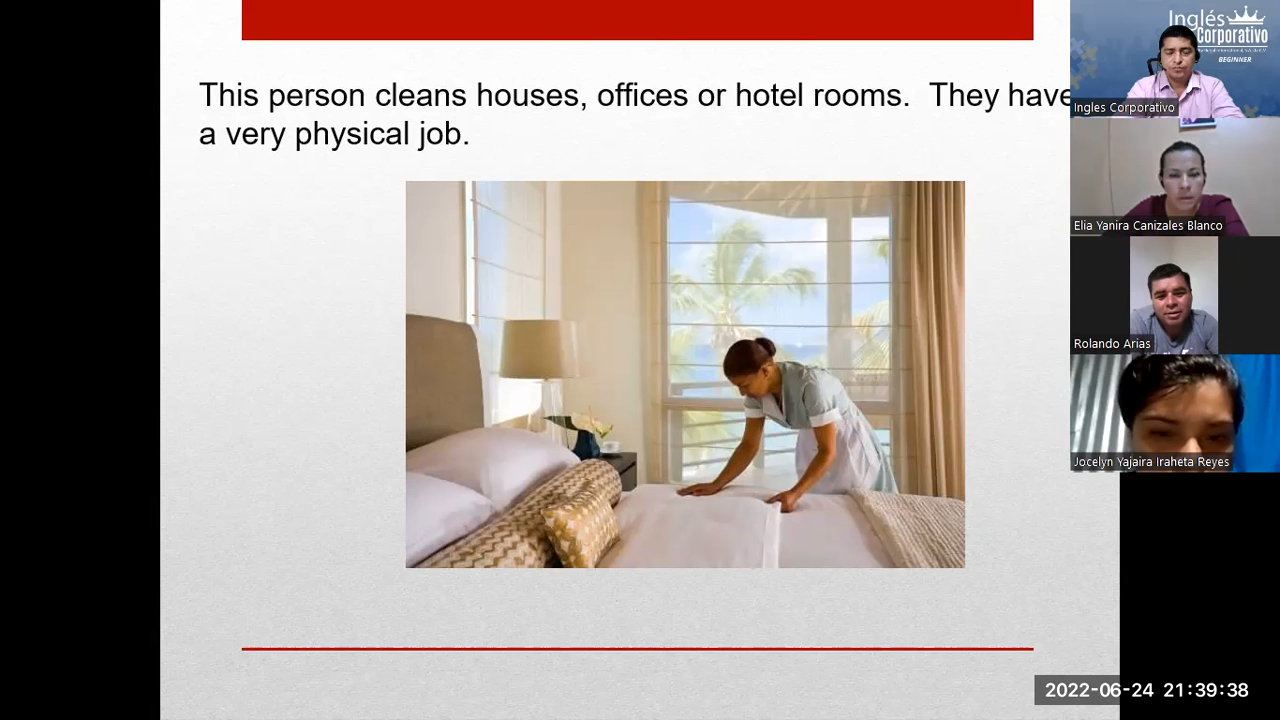 This person cleans houses, offices or hotel rooms. They have
a very physical job.
Inglés
Corporativo
BEGINNER
Ingles Corporativo
Elia Yanira Canizales Blanco
Rolando Arias
Jocelyn Yajaira Iraheta Reyes
2022-06-24 21:39:38